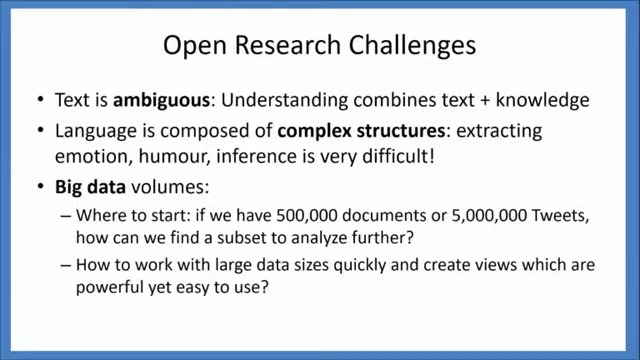 Open Research Challenges
• Text is ambiguous: Understanding combines text + knowledge
• Language is composed of complex structures: extracting
emotion, humour, inference is very difficult!
• Big data volumes:
– Where to start: if we have 500,000 documents or 5,000,000 Tweets,
how can we find a subset to analyze further?
– How to work with large data sizes quickly and create views which are
powerful yet easy to use?